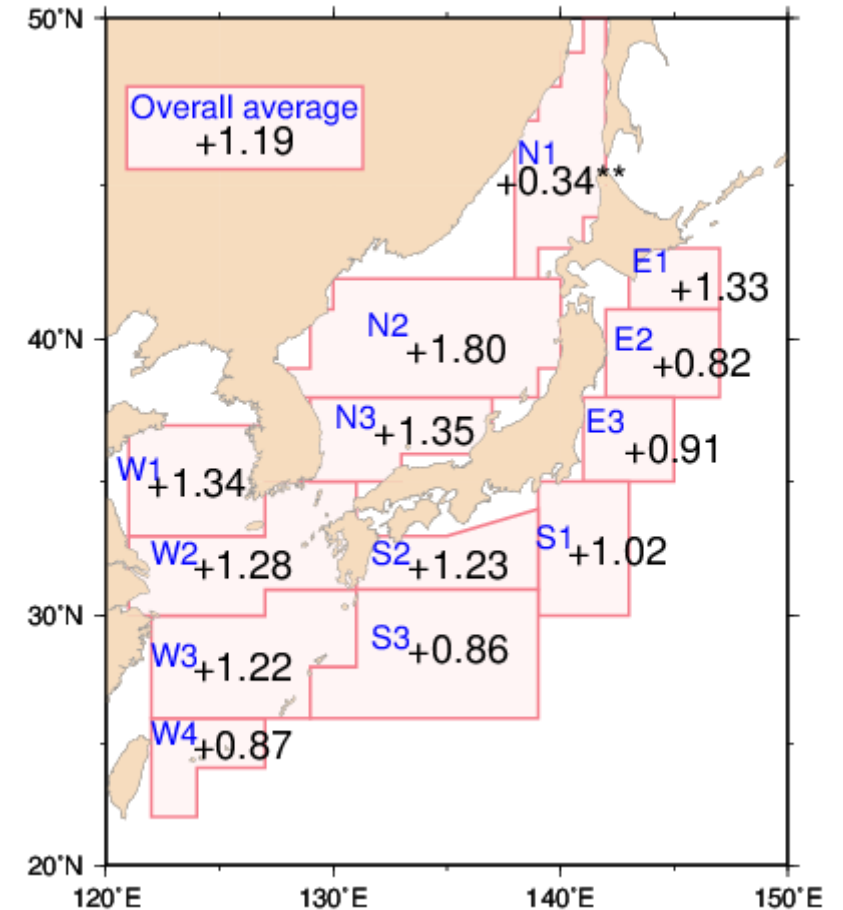 50°N
Overall average
+1.19
N1
+0.34**
E1
+1.33
N2
+1.80
40°N
E2
+0.82
N3
+1.35
E3
+0.91
W1
+1.34
W2
+1.28
S2
+1.23
S1
+1.02
30°N
W3
+1.22
S3
+0.86
W4
+0.87
20°N
120°E
130°E
140°E
150°E